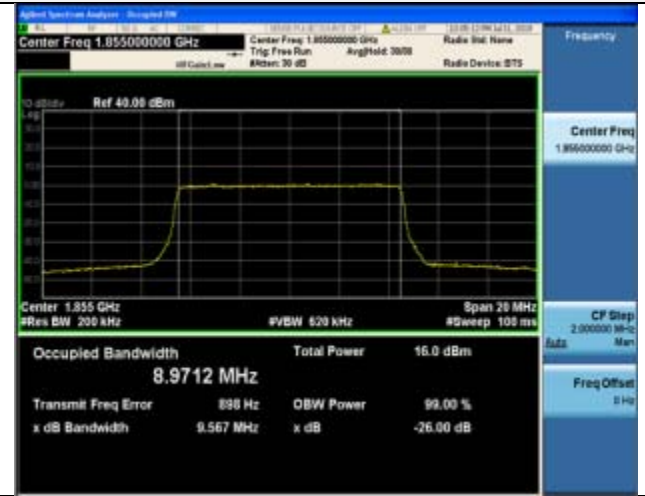 Agilent Spectrum Analyzer - Occupied BW
Center Freq 1.855000000 GHz
Center Freq: 1.855000000 GHz
Trig: Free Run Avg|Hold: 30/30
#IFGain:Low
#Atten: 30 dB
Radio Std: None
Radio Device: BTS
Frequency
10 dB/div Ref 40.00 dBm
Log
Center Freq
1.855000000 GHz
Center 1.855 GHz
Span 20 MHz
#Res BW 200 kHz
#VBW 620 kHz
#Sweep 100 ms
CF Step
2.000000 MHz
Auto Man
Occupied Bandwidth
8.9712 MHz
Total Power 16.0 dBm
Freq Offset
0 Hz
Transmit Freq Error 898 Hz
OBW Power 99.00 %
x dB Bandwidth 9.567 MHz
x dB -26.00 dB